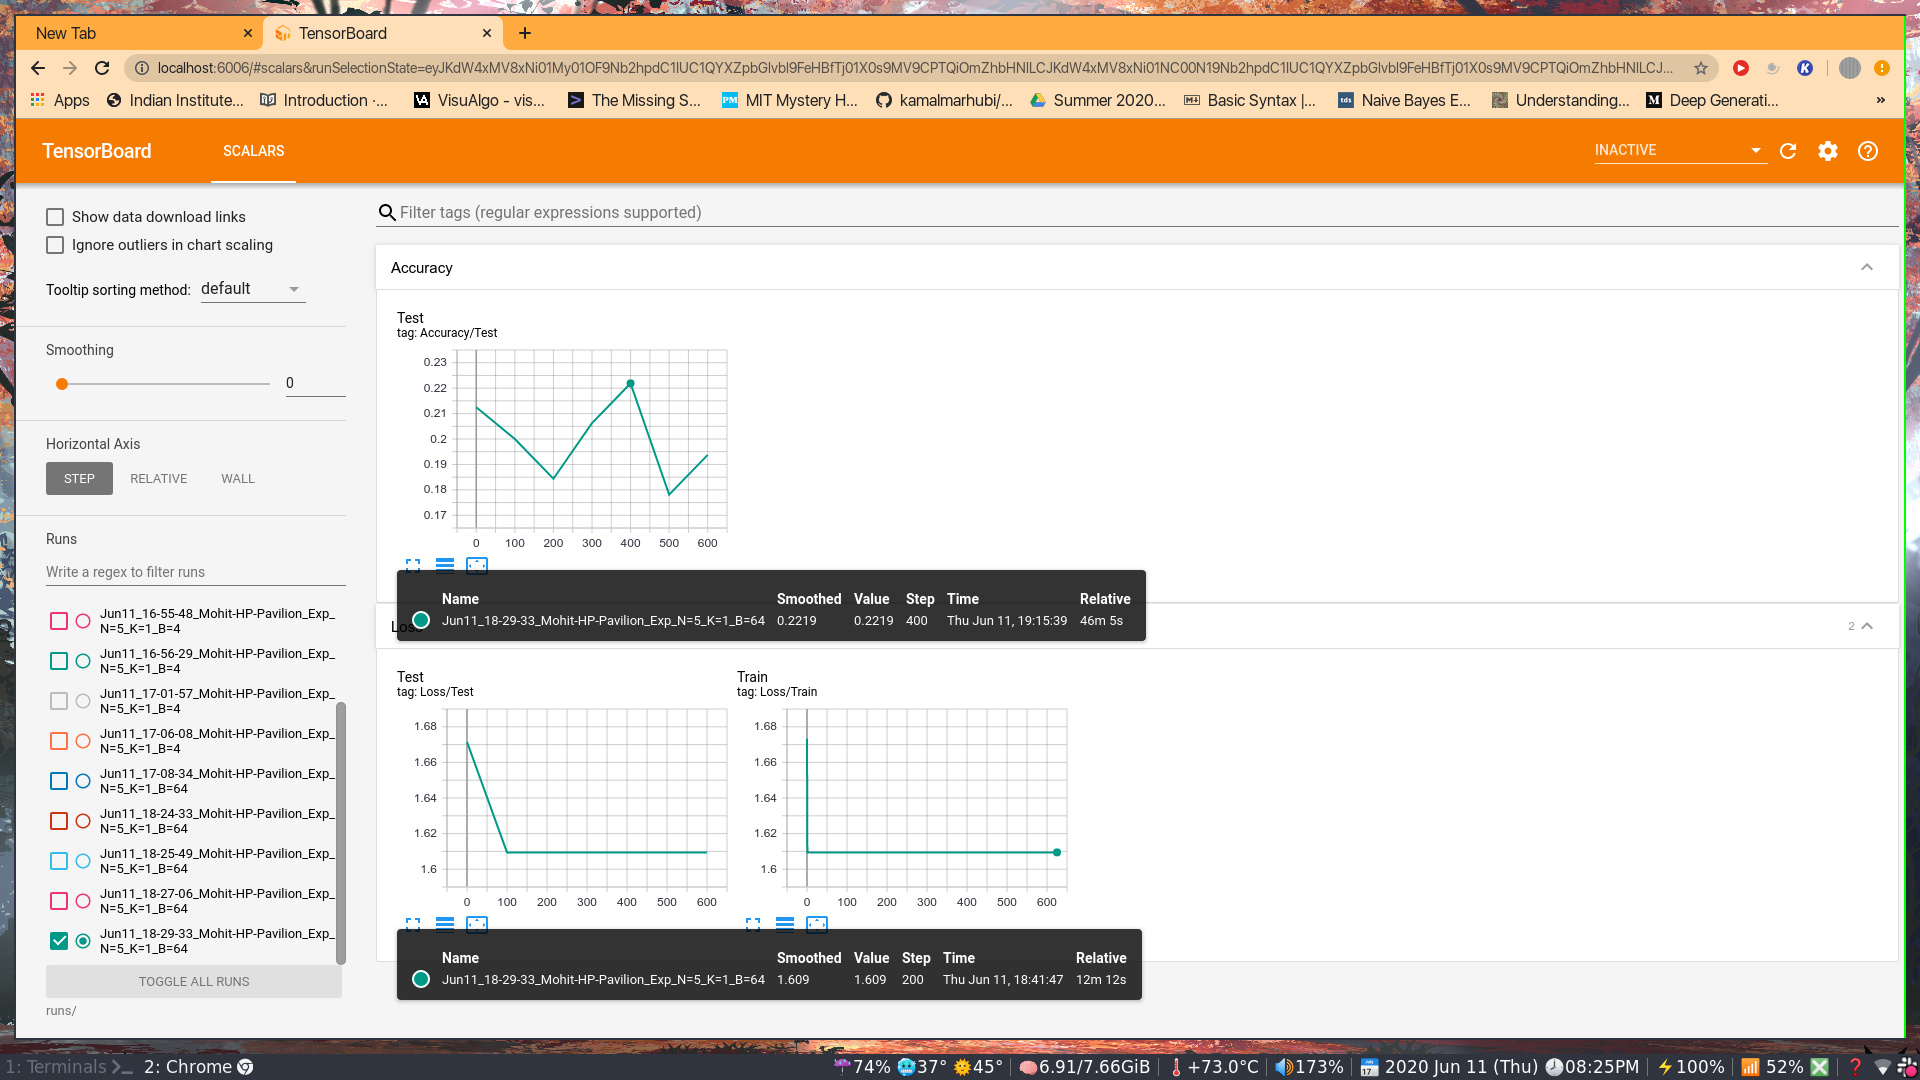 New Tab
TensorBoard
localhost:6006/#scalars&runSelectionState=eyJKdW4xMV8xNi01My01OF9Nb2hpdC1IUC1QYXZpbGlvbl9FeHBfTj01X0s9MV9CPTQiOmZhbHNlLCJKdW4xMV8xNi01NC00N19Nb2hpdC1IUC1QYXZpbGlvbl9FeHBfTj01X0s9MV9CPTQiOmZhbHNlLCJ...
Apps
Indian Institute...
Introduction ·...
VisuAlgo - vis...
The Missing S...
MIT Mystery H...
kamalmarhubi/...
Summer 2020...
Basic Syntax |...
Naive Bayes E...
Understanding...
Deep Generati...
»
TensorBoard
SCALARS
INACTIVE
Show data download links
Ignore outliers in chart scaling
Tooltip sorting method: default
Smoothing
0
Horizontal Axis
STEP RELATIVE WALL
Runs
Write a regex to filter runs
Jun11_16-55-48_Mohit-HP-Pavilion_Exp_
N=5_K=1_B=4
Jun11_16-56-29_Mohit-HP-Pavilion_Exp_
N=5_K=1_B=4
Jun11_17-01-57_Mohit-HP-Pavilion_Exp_
N=5_K=1_B=4
Jun11_17-06-08_Mohit-HP-Pavilion_Exp_
N=5_K=1_B=4
Jun11_17-08-34_Mohit-HP-Pavilion_Exp_
N=5_K=1_B=64
Jun11_18-24-33_Mohit-HP-Pavilion_Exp_
N=5_K=1_B=64
Jun11_18-25-49_Mohit-HP-Pavilion_Exp_
N=5_K=1_B=64
Jun11_18-27-06_Mohit-HP-Pavilion_Exp_
N=5_K=1_B=64
Jun11_18-29-33_Mohit-HP-Pavilion_Exp_
N=5_K=1_B=64
TOGGLE ALL RUNS
runs/
Filter tags (regular expressions supported)
Accuracy
Test
tag: Accuracy/Test
0.23
0.22
0.21
0.2
0.19
0.18
0.17
0 100 200 300 400 500 600
Name Smoothed Value Step Time Relative
Jun11_18-29-33_Mohit-HP-Pavilion_Exp_N=5_K=1_B=64 0.2219 0.2219 400 Thu Jun 11, 19:15:39 46m 5s
Loss
2
Test
tag: Loss/Test
1.68
1.66
1.64
1.62
1.6
0 100 200 300 400 500 600
Train
tag: Loss/Train
1.68
1.66
1.64
1.62
1.6
0 100 200 300 400 500 600
Name Smoothed Value Step Time Relative
Jun11_18-29-33_Mohit-HP-Pavilion_Exp_N=5_K=1_B=64 1.609 1.609 200 Thu Jun 11, 18:41:47 12m 12s
1: Terminals
2: Chrome
74% 37° 45° 6.91/7.66GiB +73.0°C 173% 2020 Jun 11 (Thu) 08:25PM 100% 52%